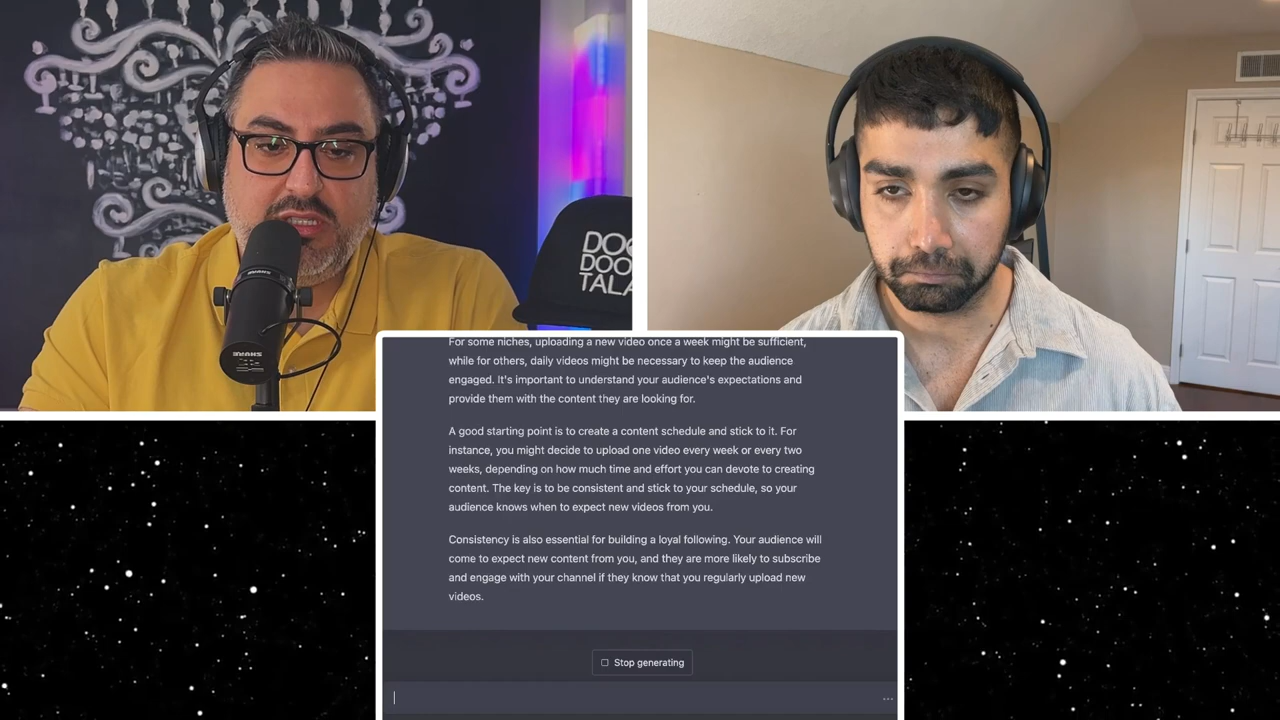 DOO
DOO
TALA
SHURE
For some niches, uploading a new video once a week might be sufficient,
while for others, daily videos might be necessary to keep the audience
engaged. It's important to understand your audience's expectations and
provide them with the content they are looking for.
A good starting point is to create a content schedule and stick to it. For
instance, you might decide to upload one video every week or every two
weeks, depending on how much time and effort you can devote to creating
content. The key is to be consistent and stick to your schedule, so your
audience knows when to expect new videos from you.
Consistency is also essential for building a loyal following. Your audience will
come to expect new content from you, and they are more likely to subscribe
and engage with your channel if they know that you regularly upload new
videos.
Stop generating